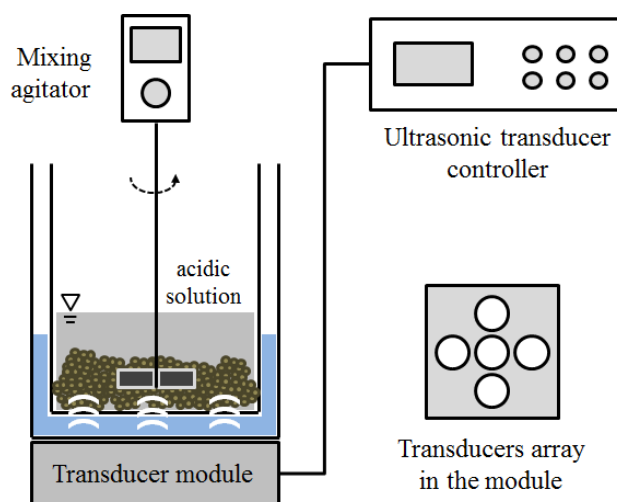 Mixing
agitator
Ultrasonic transducer
controller
acidic
solution
Transducer module
Transducers array
in the module